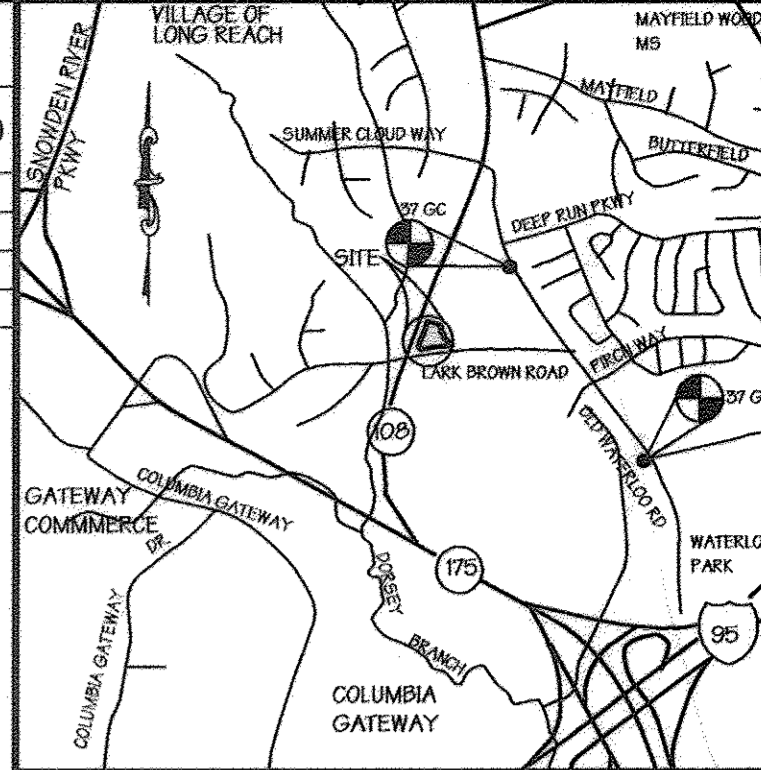 VILLAGE OF
LONG REACH
MAYFIELD WOOD
MS
SNOWDEN RIVER
PKWY
MAYFIELD
SUMMER CLOUD WAY
BUTTERFIELD
37 GC
DEEP RUN PKWY
SITE
LARK BROWN ROAD
FIRCH WAY
37 G
108
OLD WATERLOO RD
GATEWAY
COMMMERCE
COLUMBIA GATEWAY
DR.
WATERLO
PARK
175
DORSEY
BRANCH
95
COLUMBIA GATEWAY
COLUMBIA
GATEWAY